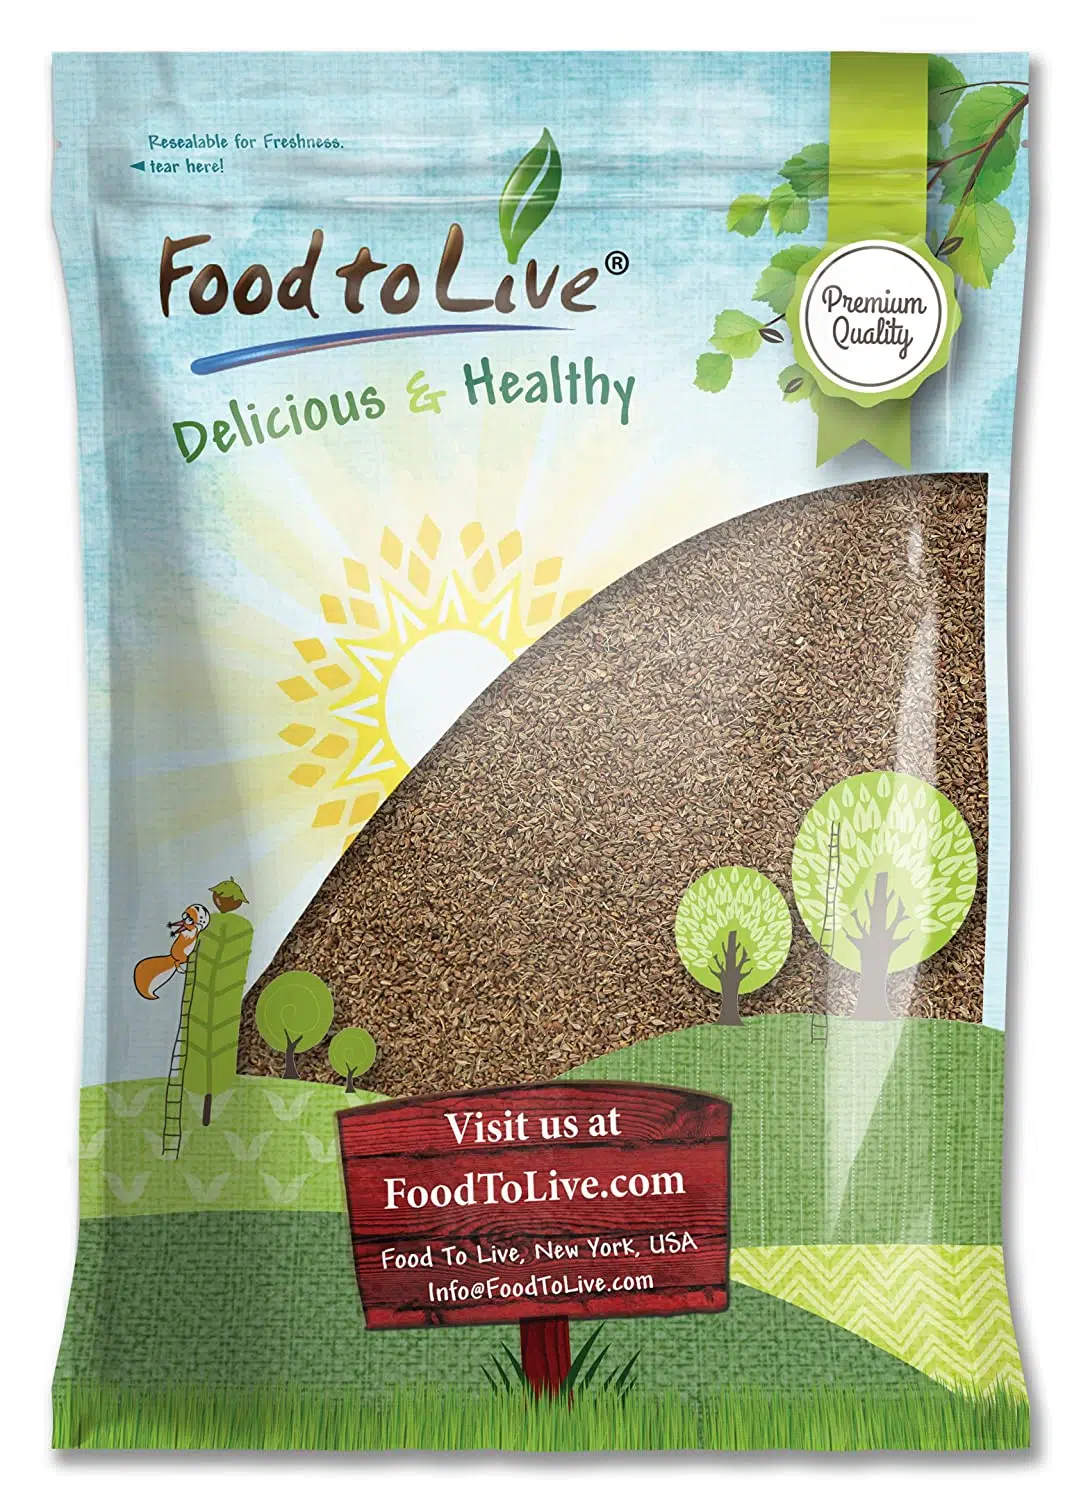 Resealable for Freshness.
◄ tear here!
Food to Live®
Delicious & Healthy
Premium
Quality
Visit us at
FoodToLive.com
Food To Live, New York, USA
Info@FoodToLive.com